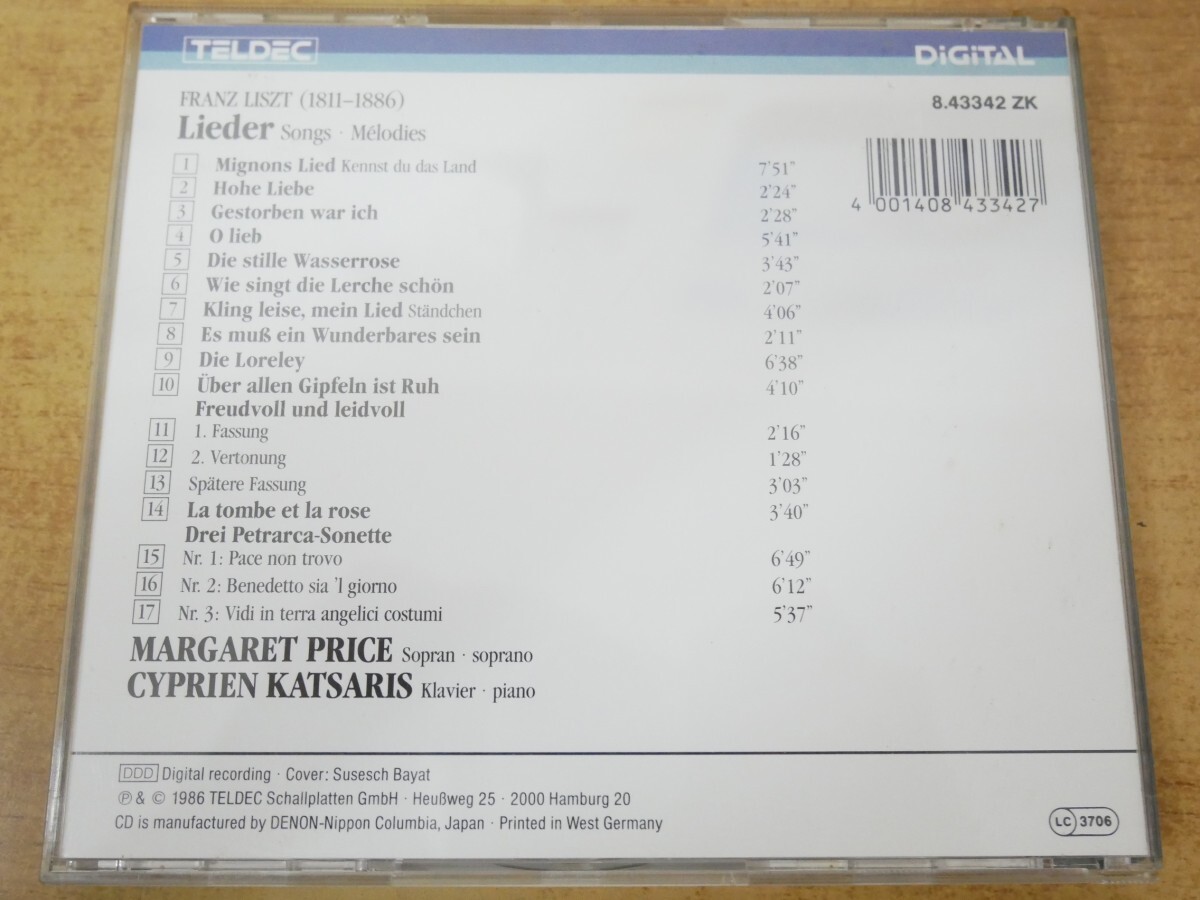 TELDEC DiGiTAL
FRANZ LISZT (1811–1886) 8.43342 ZK
Lieder Songs · Mélodies
1 Mignons Lied Kennst du das Land 7'51"
2 Hohe Liebe 2'24"
3 Gestorben war ich 2'28"
4 O lieb 5'41"
5 Die stille Wasserrose 3'43"
6 Wie singt die Lerche schön 2'07"
7 Kling leise, mein Lied Ständchen 4'06"
8 Es muß ein Wunderbares sein 2'11"
9 Die Loreley 6'38"
10 Über allen Gipfeln ist Ruh 4'10"
Freudvoll und leidvoll
11 1. Fassung 2'16"
12 2. Vertonung 1'28"
13 Spätere Fassung 3'03"
14 La tombe et la rose 3'40"
Drei Petrarca-Sonette
15 Nr. 1: Pace non trovo 6'49"
16 Nr. 2: Benedetto sia 'l giorno 6'12"
17 Nr. 3: Vidi in terra angelici costumi 5'37"
4 001408 433427
MARGARET PRICE Sopran · soprano
CYPRIEN KATSARIS Klavier · piano
DDD Digital recording · Cover: Susesch Bayat
℗ & © 1986 TELDEC Schallplatten GmbH · Heußweg 25 · 2000 Hamburg 20
CD is manufactured by DENON-Nippon Columbia, Japan · Printed in West Germany
LC 3706